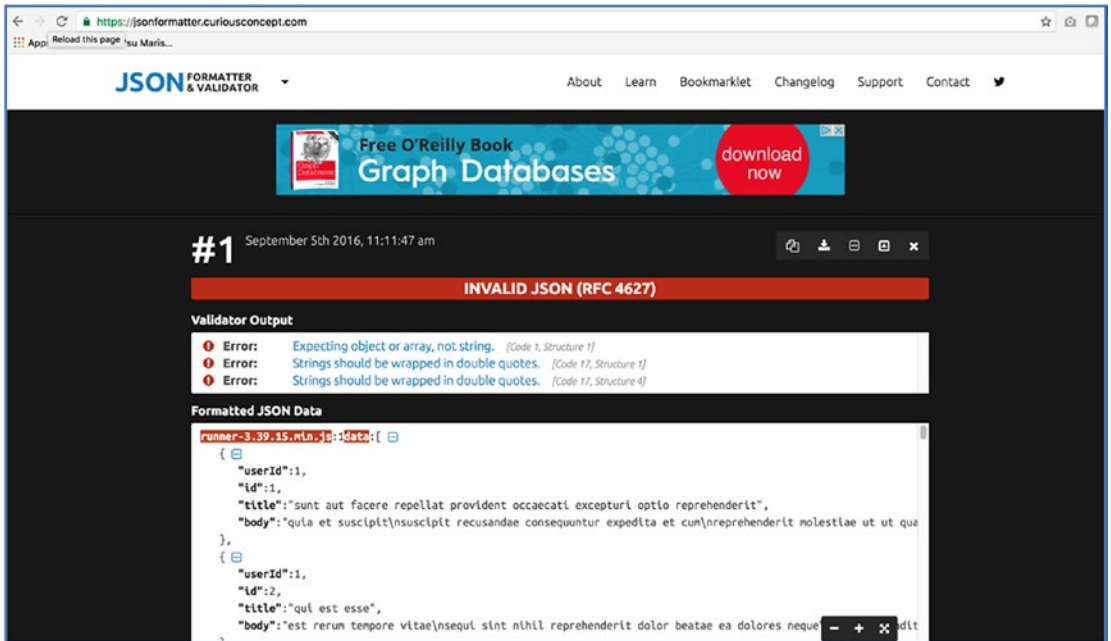 https://jsonformatter.curiousconcept.com
Apps Reload this page su Maris...
JSON FORMATTER & VALIDATOR
About Learn Bookmarklet Changelog Support Contact
Free O'Reilly Book
Graph Databases
download
now
#1 September 5th 2016, 11:11:47 am
INVALID JSON (RFC 4627)
Validator Output
Error: Expecting object or array, not string. [Code 1, Structure 1]
Error: Strings should be wrapped in double quotes. [Code 17, Structure 1]
Error: Strings should be wrapped in double quotes. [Code 17, Structure 4]
Formatted JSON Data
runner-3.39.15.min.js:1data:[
{
"userId":1,
"id":1,
"title":"sunt aut facere repellat provident occaecati excepturi optio reprehenderit",
"body":"quia et suscipit\nsuscipit recusandae consequuntur expedita et cum\nreprehenderit molestiae ut ut qua
},
{
"userId":1,
"id":2,
"title":"qui est esse",
"body":"est rerum tempore vitae\nsequi sint nihil reprehenderit dolor beatae ea dolores neque